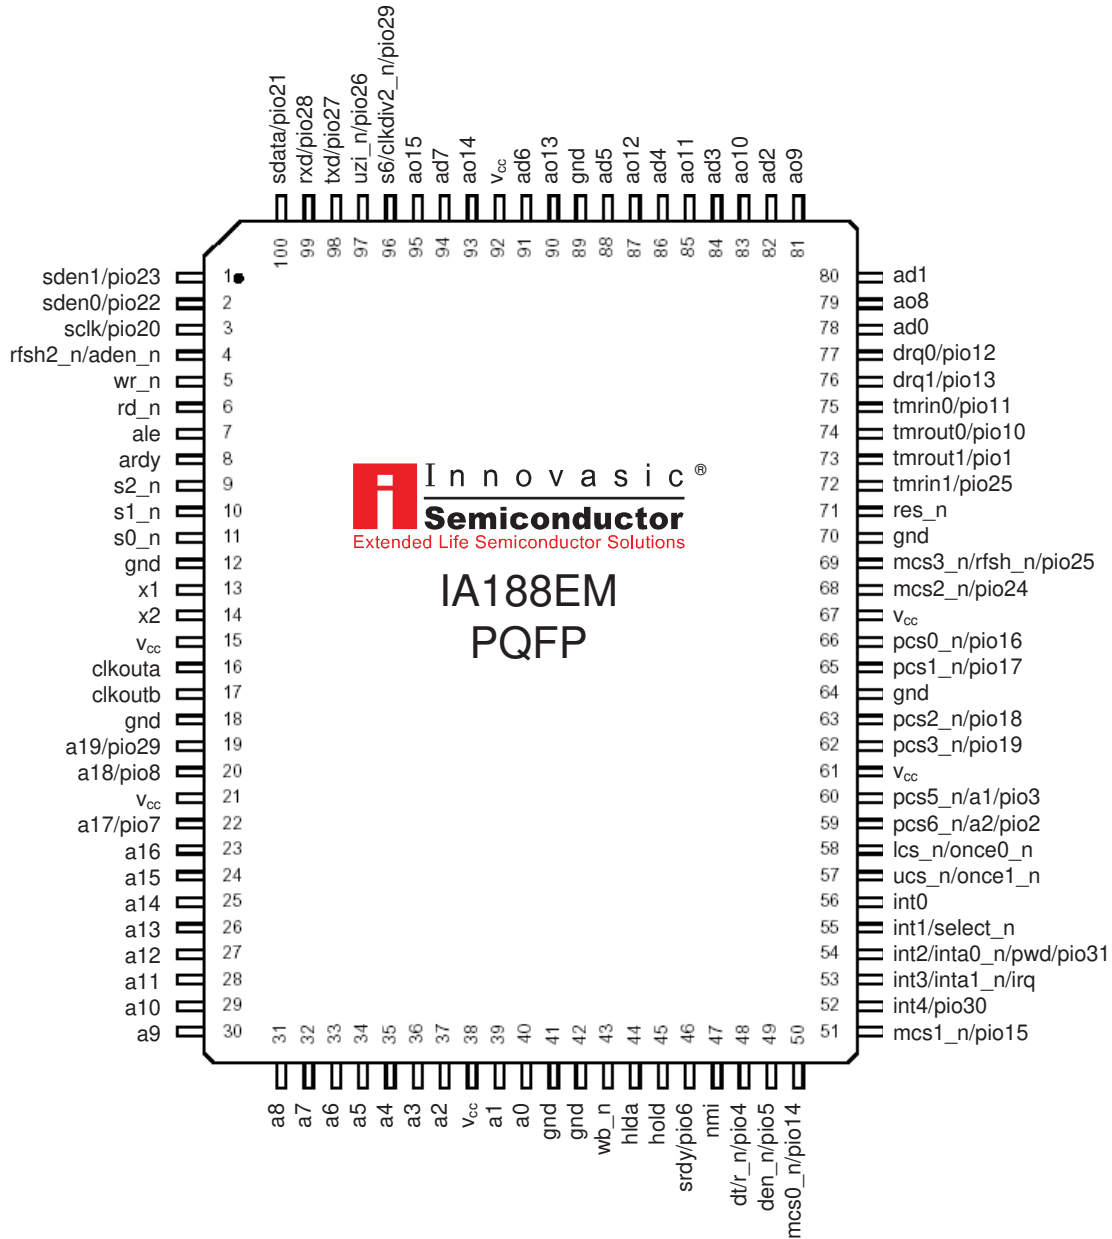 sdata/pio21
rxd/pio28
txd/pio27
uzi_n/pio26
s6/clkdiv2_n/pio29
ao15
ad7
ao14
vcc
ad6
ao13
gnd
ad5
ao12
ad4
ao11
ad3
ao10
ad2
ao9
100
99
98
97
96
95
94
93
92
91
90
89
88
87
86
85
84
83
82
81
sden1/pio23 1
sden0/pio22 2
sclk/pio20 3
rfsh2_n/aden_n 4
wr_n 5
rd_n 6
ale 7
ardy 8
s2_n 9
s1_n 10
s0_n 11
gnd 12
x1 13
x2 14
vcc 15
clkouta 16
clkoutb 17
gnd 18
a19/pio29 19
a18/pio8 20
vcc 21
a17/pio7 22
a16 23
a15 24
a14 25
a13 26
a12 27
a11 28
a10 29
a9 30
i Innovasic ®
Semiconductor
Extended Life Semiconductor Solutions
IA188EM
PQFP
80 ad1
79 ao8
78 ad0
77 drq0/pio12
76 drq1/pio13
75 tmrin0/pio11
74 tmrout0/pio10
73 tmrout1/pio1
72 tmrin1/pio25
71 res_n
70 gnd
69 mcs3_n/rfsh_n/pio25
68 mcs2_n/pio24
67 vcc
66 pcs0_n/pio16
65 pcs1_n/pio17
64 gnd
63 pcs2_n/pio18
62 pcs3_n/pio19
61 vcc
60 pcs5_n/a1/pio3
59 pcs6_n/a2/pio2
58 lcs_n/once0_n
57 ucs_n/once1_n
56 int0
55 int1/select_n
54 int2/inta0_n/pwd/pio31
53 int3/inta1_n/irq
52 int4/pio30
51 mcs1_n/pio15
31
32
33
34
35
36
37
38
39
40
41
42
43
44
45
46
47
48
49
50
a8
a7
a6
a5
a4
a3
a2
vcc
a1
a0
gnd
gnd
wb_n
hlda
hold
srdy/pio6
nmi
dt/r_n/pio4
den_n/pio5
mcs0_n/pio14